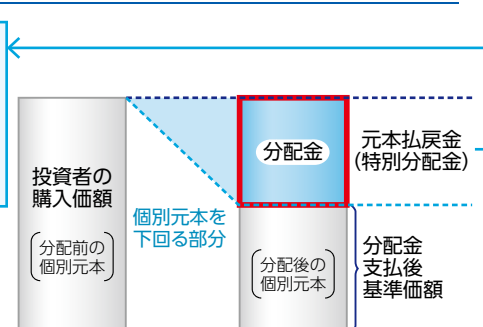 投資者の
購入価額
分配前の
個別元本
個別元本を
下回る部分
分配金
分配後の
個別元本
元本払戻金
(特別分配金)
分配金
支払後
基準価額